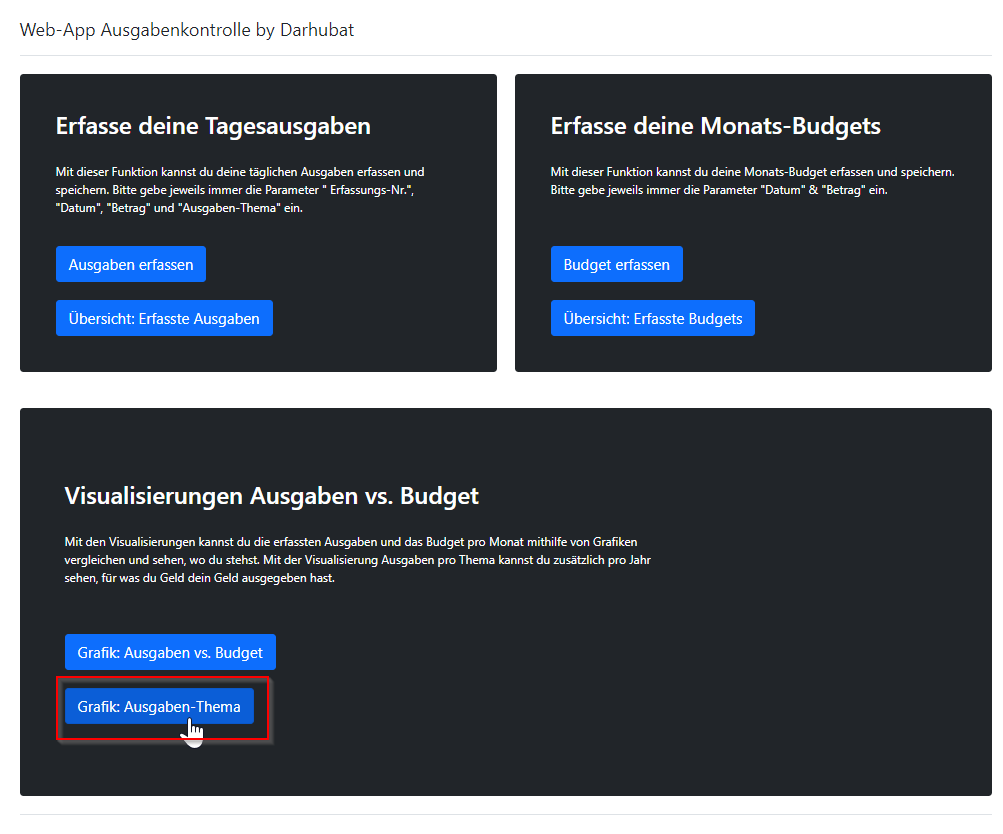 Web-App Ausgabenkontrolle by Darhubat
Erfasse deine Tagesausgaben
Mit dieser Funktion kannst du deine täglichen Ausgaben erfassen und
speichern. Bitte gebe jeweils immer die Parameter " Erfassungs-Nr.",
"Datum", "Betrag" und "Ausgaben-Thema" ein.
Ausgaben erfassen
Übersicht: Erfasste Ausgaben
Erfasse deine Monats-Budgets
Mit dieser Funktion kannst du deine Monats-Budget erfassen und speichern.
Bitte gebe jeweils immer die Parameter "Datum" & "Betrag" ein.
Budget erfassen
Übersicht: Erfasste Budgets
Visualisierungen Ausgaben vs. Budget
Mit den Visualisierungen kannst du die erfassten Ausgaben und das Budget pro Monat mithilfe von Grafiken
vergleichen und sehen, wo du stehst. Mit der Visualisierung Ausgaben pro Thema kannst du zusätzlich pro Jahr
sehen, für was du Geld dein Geld ausgegeben hast.
Grafik: Ausgaben vs. Budget
Grafik: Ausgaben-Thema